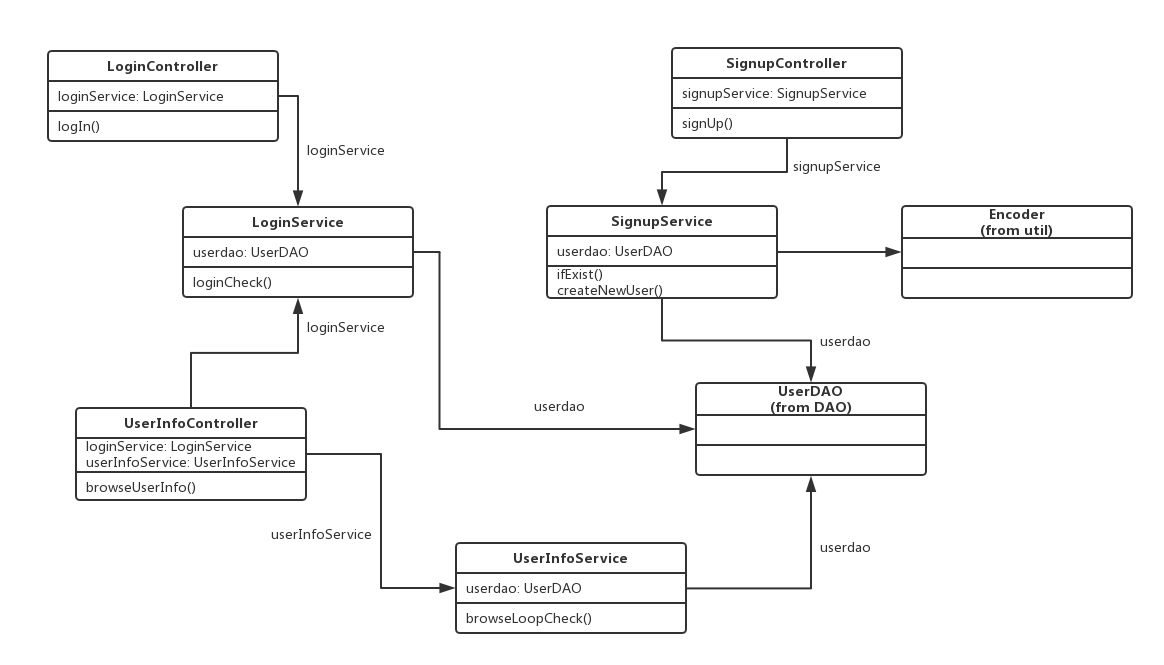 LoginController
loginService: LoginService
logIn()
SignupController
signupService: SignupService
signUp()
loginService
signupService
LoginService
userdao: UserDAO
loginCheck()
SignupService
userdao: UserDAO
ifExist()
createNewUser()
Encoder
(from util)
loginService
userdao
userdao
UserDAO
(from DAO)
UserInfoController
loginService: LoginService
userInfoService: UserInfoService
browseUserInfo()
userInfoService
userdao
UserInfoService
userdao: UserDAO
browseLoopCheck()